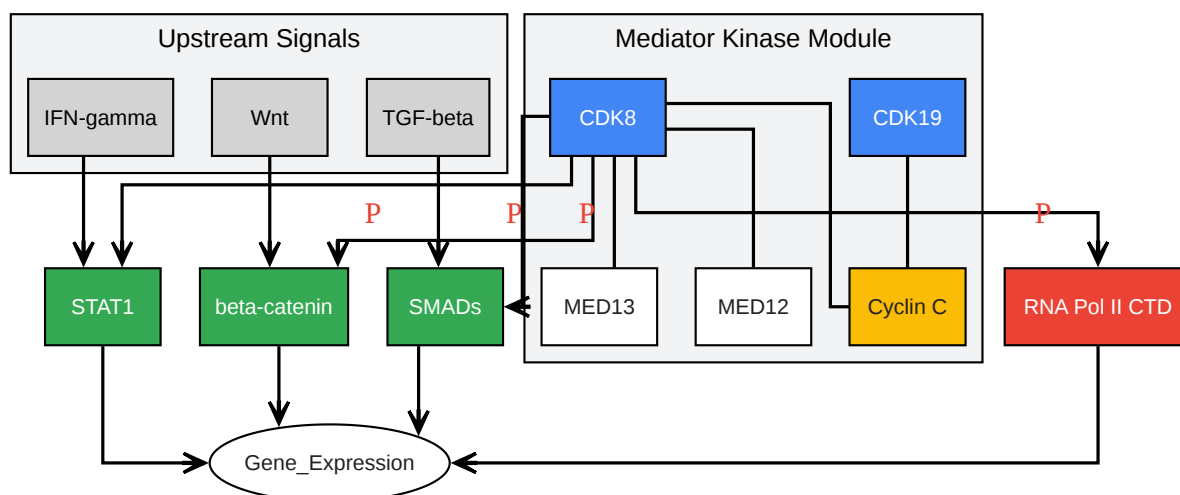 Upstream Signals
Mediator Kinase Module
IFN-gamma
Wnt
TGF-beta
CDK8
CDK19
P
P
P
P
STAT1
beta-catenin
SMADs
MED13
MED12
Cyclin C
RNA Pol II CTD
Gene_Expression